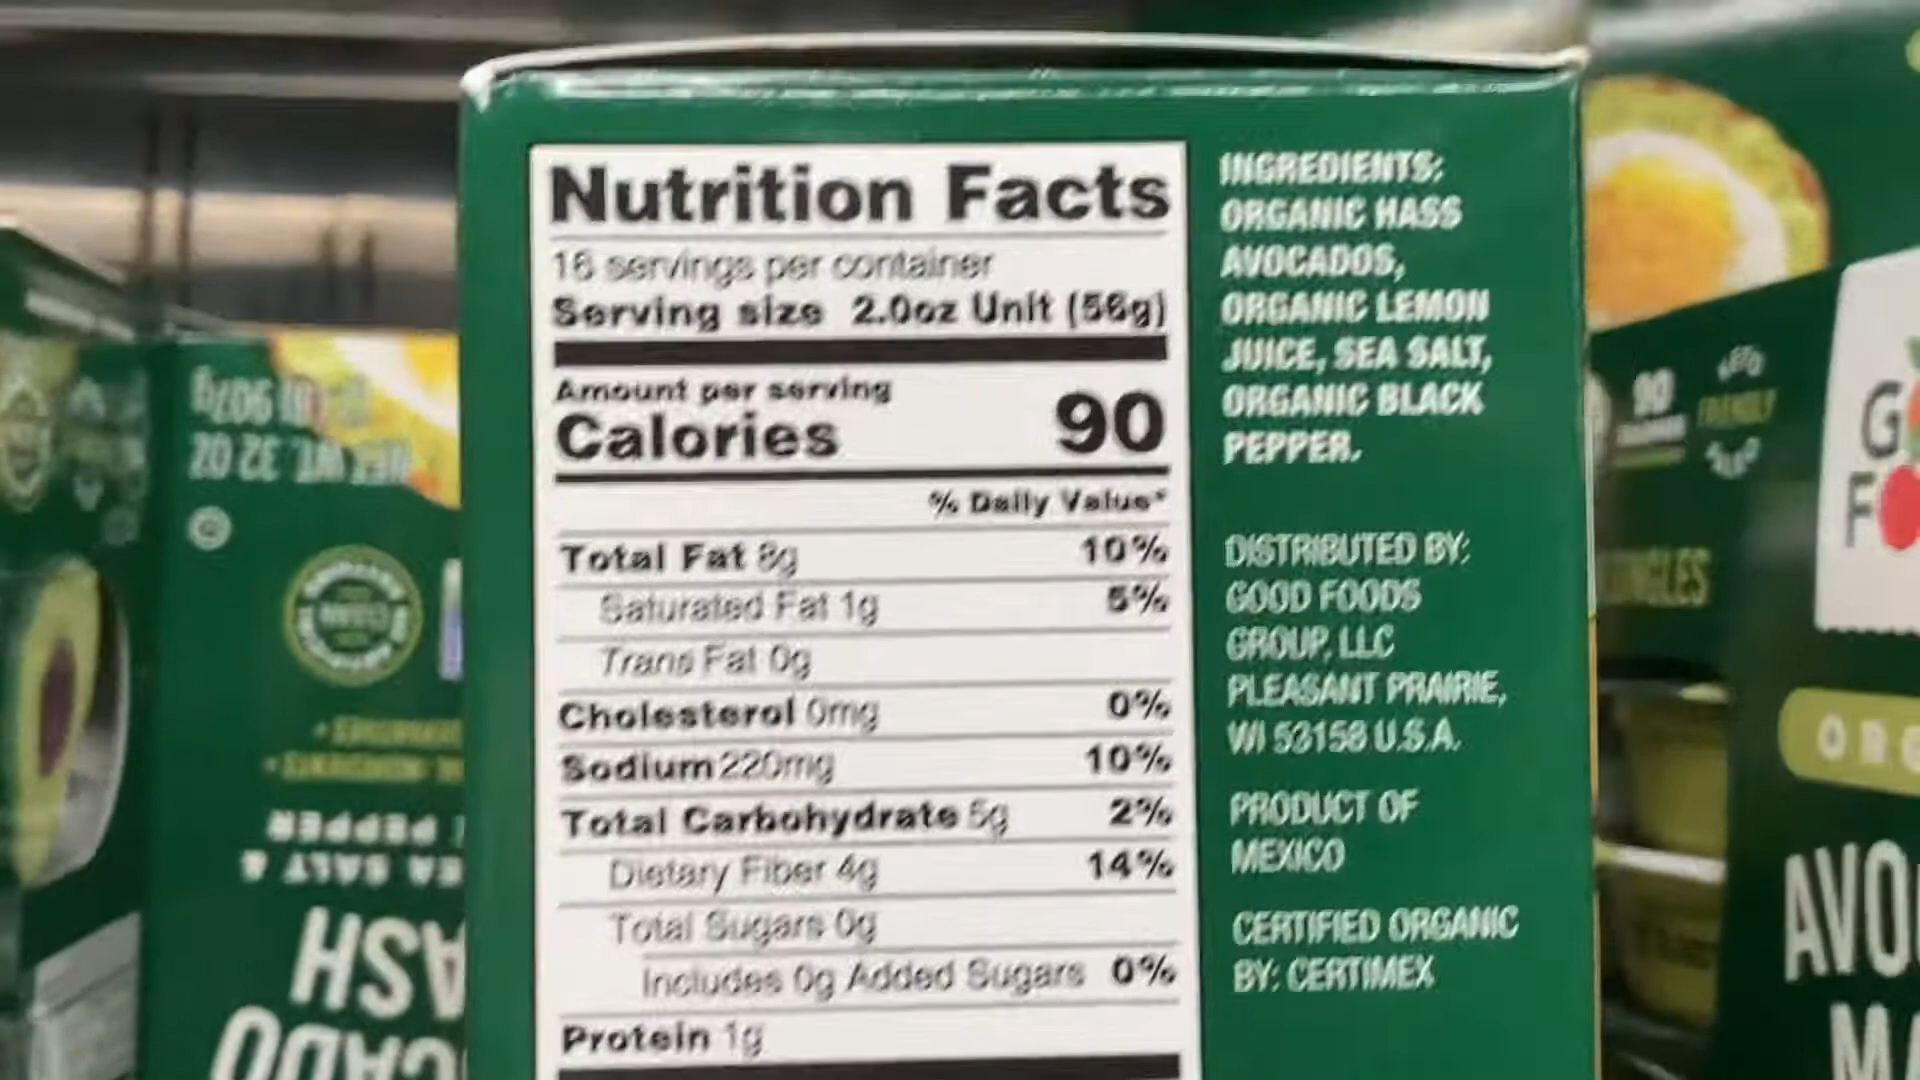 Nutrition Facts
16 servings per container
Serving size 2.0oz Unit (56g)
Amount per serving
Calories 90
% Daily Value*
Total Fat 8g 10%
Saturated Fat 1g 5%
Trans Fat 0g
Cholesterol 0mg 0%
Sodium 220mg 10%
Total Carbohydrate 5g 2%
Dietary Fiber 4g 14%
Total Sugars 0g
Includes 0g Added Sugars 0%
Protein 1g
INGREDIENTS:
ORGANIC HASS
AVOCADOS,
ORGANIC LEMON
JUICE, SEA SALT,
ORGANIC BLACK
PEPPER.
DISTRIBUTED BY:
GOOD FOODS
GROUP, LLC
PLEASANT PRAIRIE,
WI 53158 U.S.A.
PRODUCT OF
MEXICO
CERTIFIED ORGANIC
BY: CERTIMEX
NET WT. 32 OZ
SEA SALT &
PEPPER
90
KETO
FRIENDLY